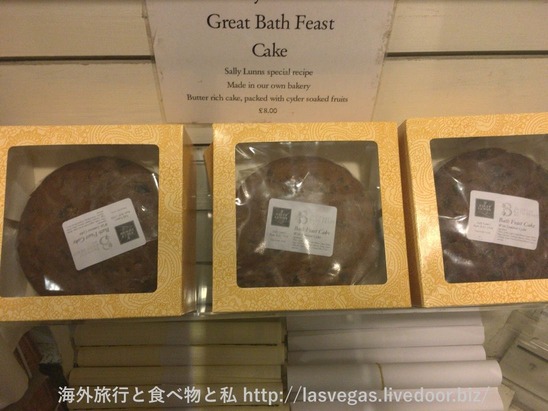 Great Bath Feast
Cake
Sally Lunns special recipe
Made in our own bakery
Butter rich cake, packed with cyder soaked fruits
£8.00
Bath Feast Cake
Bath Feast Cake
Bath Feast Cake
海外旅行と食べ物と私 http://lasvegas.livedoor.biz/